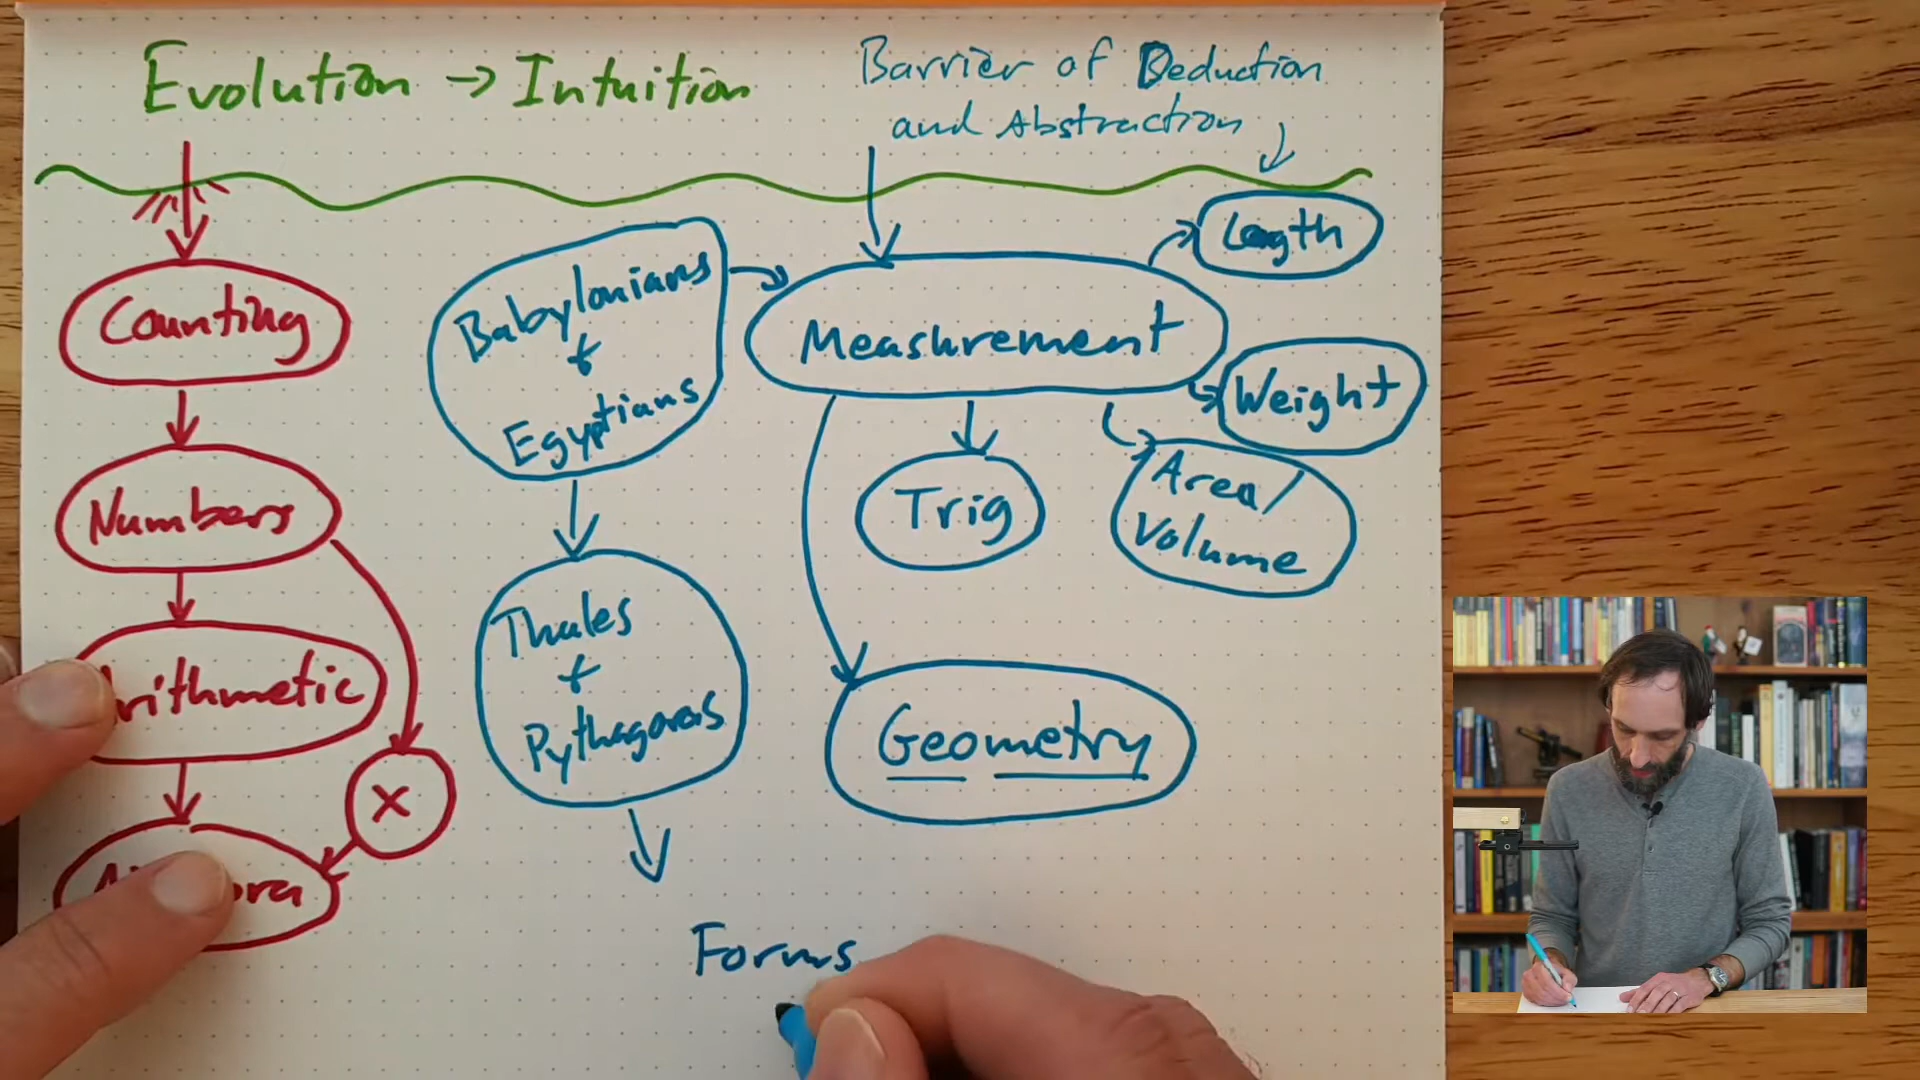 Evolution → Intuition
Barrier of Deduction
and Abstraction
Counting
Numbers
Arithmetic
×
Babylonians
+
Egyptians
Thales
+
Pythagoras
Measurement
Length
Weight
Area/
Volume
Trig
Geometry
Forms